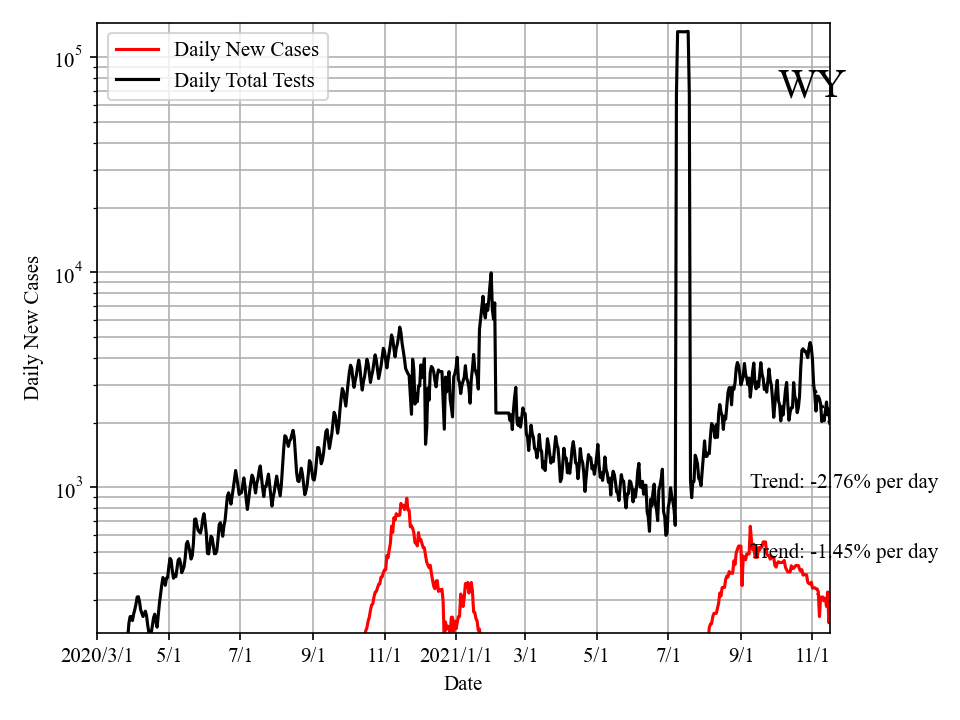 Daily New Cases
Daily Total Tests
WY
10^5
10^4
10^3
Daily New Cases
Trend: -2.76% per day
Trend: -1.45% per day
2020/3/1 5/1 7/1 9/1 11/1 2021/1/1 3/1 5/1 7/1 9/1 11/1
Date